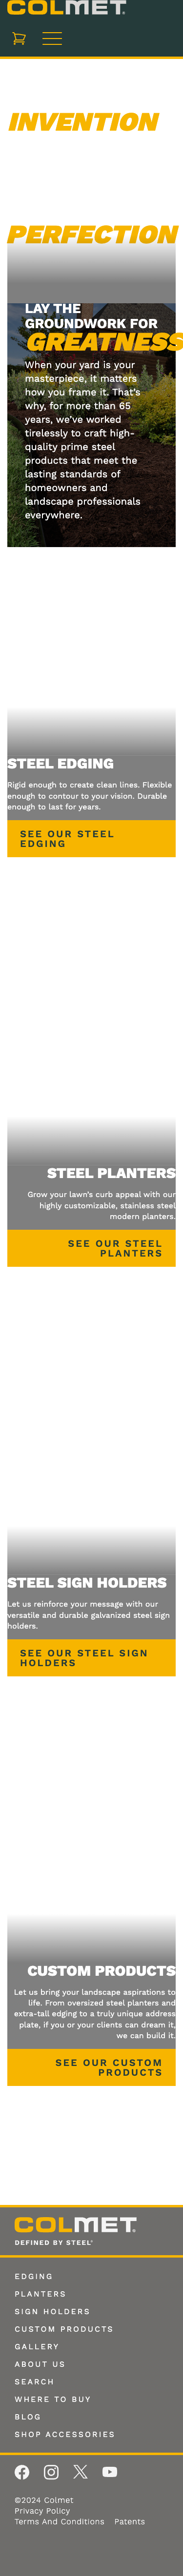 COLMET
INVENTION
PERFECTION
LAY THE
GROUNDWORK FOR
GREATNESS
When your yard is your
masterpiece, it matters
how you frame it. That's
why, for more than 65
years, we've worked
tirelessly to craft high-
quality prime steel
products that meet the
lasting standards of
homeowners and
landscape professionals
everywhere.
STEEL EDGING
Rigid enough to create clean lines. Flexible
enough to contour to your vision. Durable
enough to last for years.
SEE OUR STEEL
EDGING
STEEL PLANTERS
Grow your lawn's curb appeal with our
highly customizable, stainless steel
modern planters.
SEE OUR STEEL
PLANTERS
STEEL SIGN HOLDERS
Let us reinforce your message with our
versatile and durable galvanized steel sign
holders.
SEE OUR STEEL SIGN
HOLDERS
CUSTOM PRODUCTS
Let us bring your landscape aspirations to
life. From oversized steel planters and
extra-tall edging to a truly unique address
plate, if you or your clients can dream it,
we can build it.
SEE OUR CUSTOM
PRODUCTS
COLMET®
DEFINED BY STEEL®
EDGING
PLANTERS
SIGN HOLDERS
CUSTOM PRODUCTS
GALLERY
ABOUT US
SEARCH
WHERE TO BUY
BLOG
SHOP ACCESSORIES
©2024 Colmet
Privacy Policy
Terms And Conditions Patents